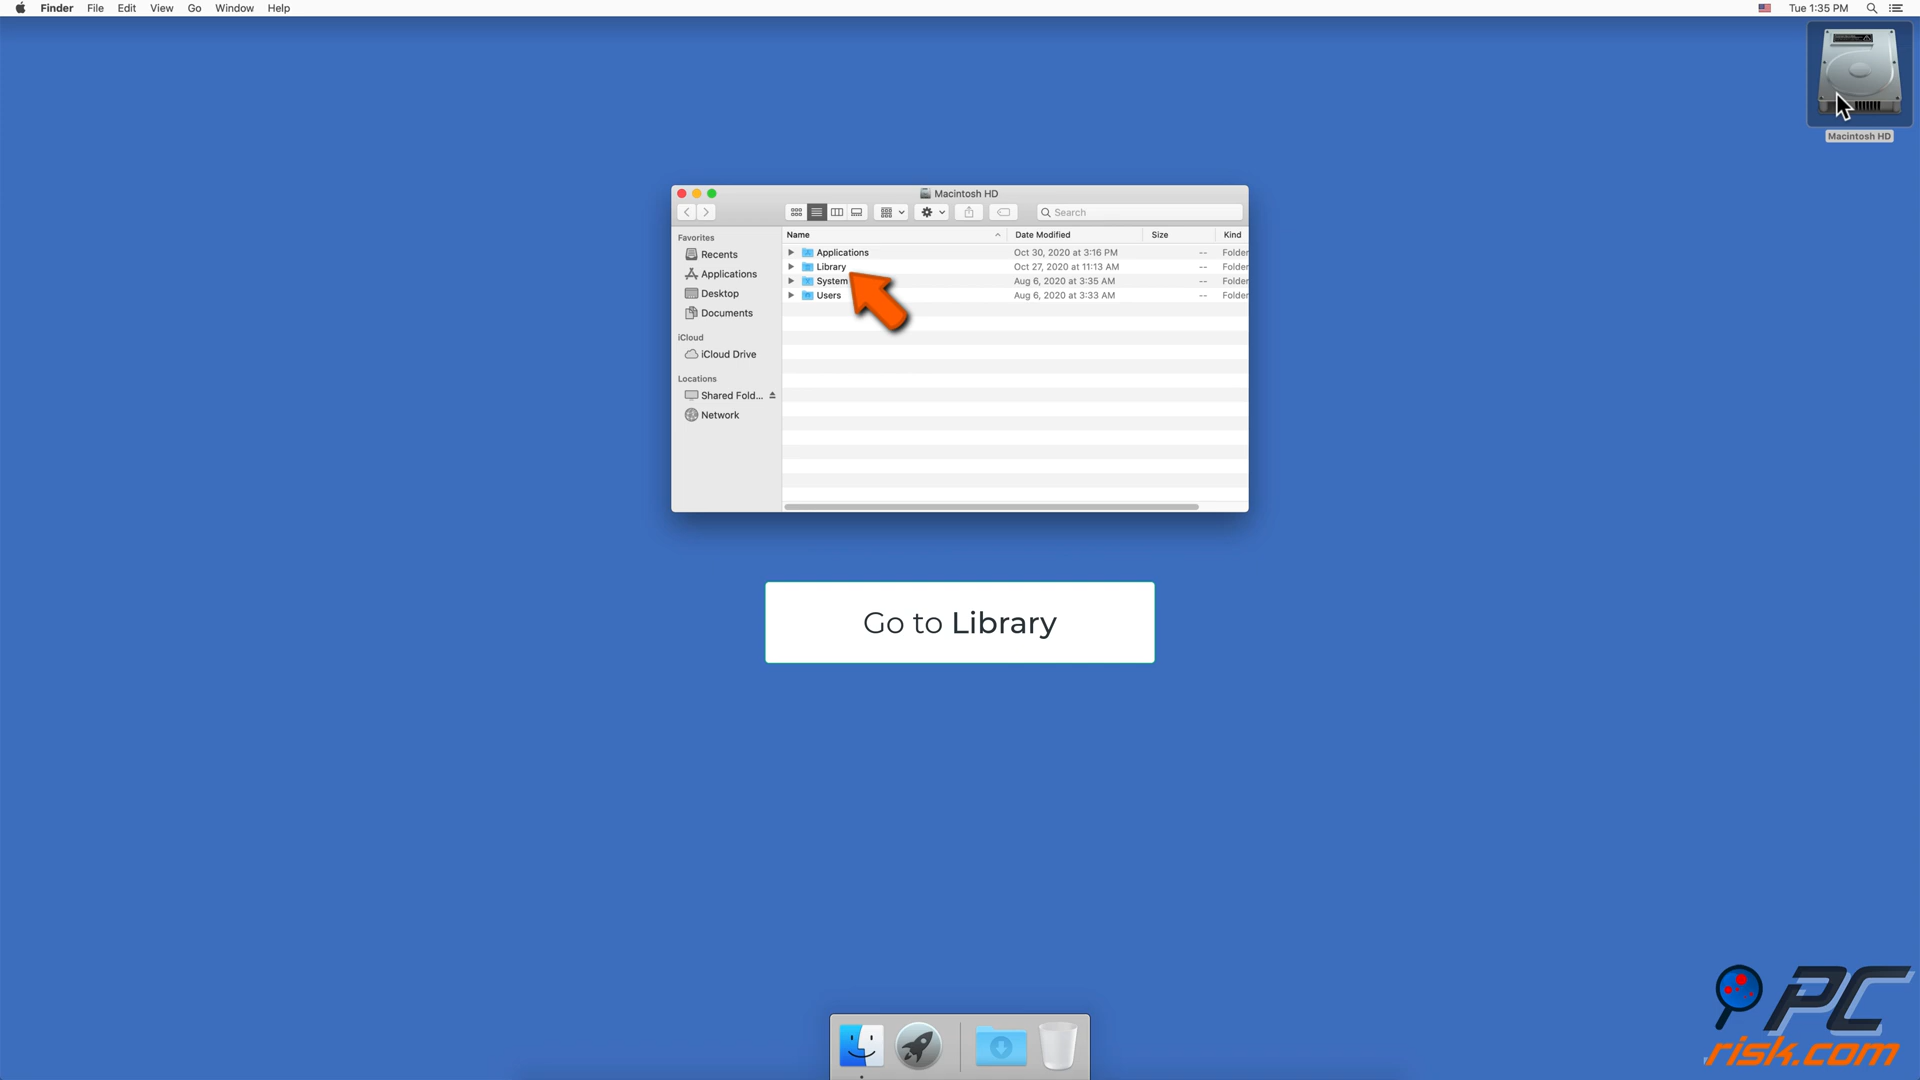 Finder File Edit View Go Window Help Tue 1:35 PM
Macintosh HD
Macintosh HD
Search
Favorites
Recents
Applications
Desktop
Documents
iCloud
iCloud Drive
Locations
Shared Fold...
Network
Name Date Modified Size Kind
Applications Oct 30, 2020 at 3:16 PM -- Folder
Library Oct 27, 2020 at 11:13 AM -- Folder
System Aug 6, 2020 at 3:35 AM -- Folder
Users Aug 6, 2020 at 3:33 AM -- Folder
Go to Library
PC
risk.com